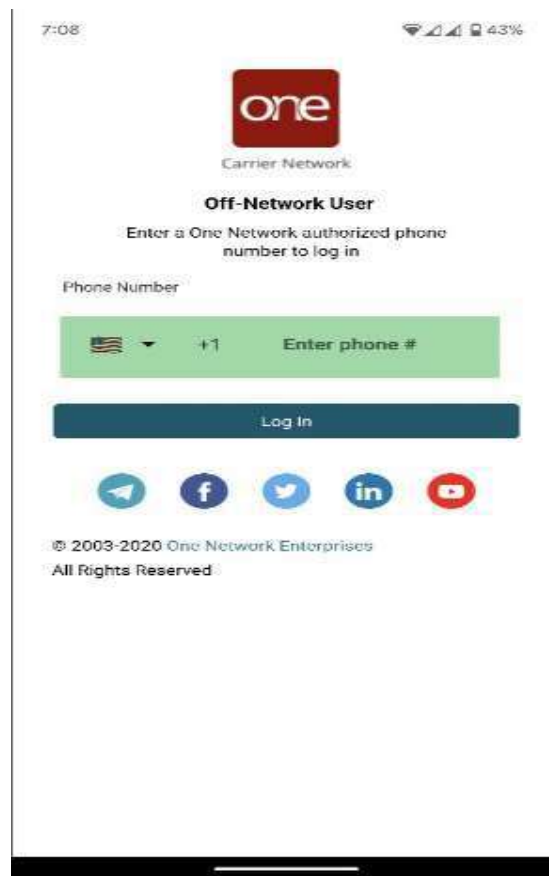 7:08 43%
one
Carrier Network
Off-Network User
Enter a One Network authorized phone
number to log in
Phone Number
+1 Enter phone #
Log In
f in
© 2003-2020 One Network Enterprises
All Rights Reserved